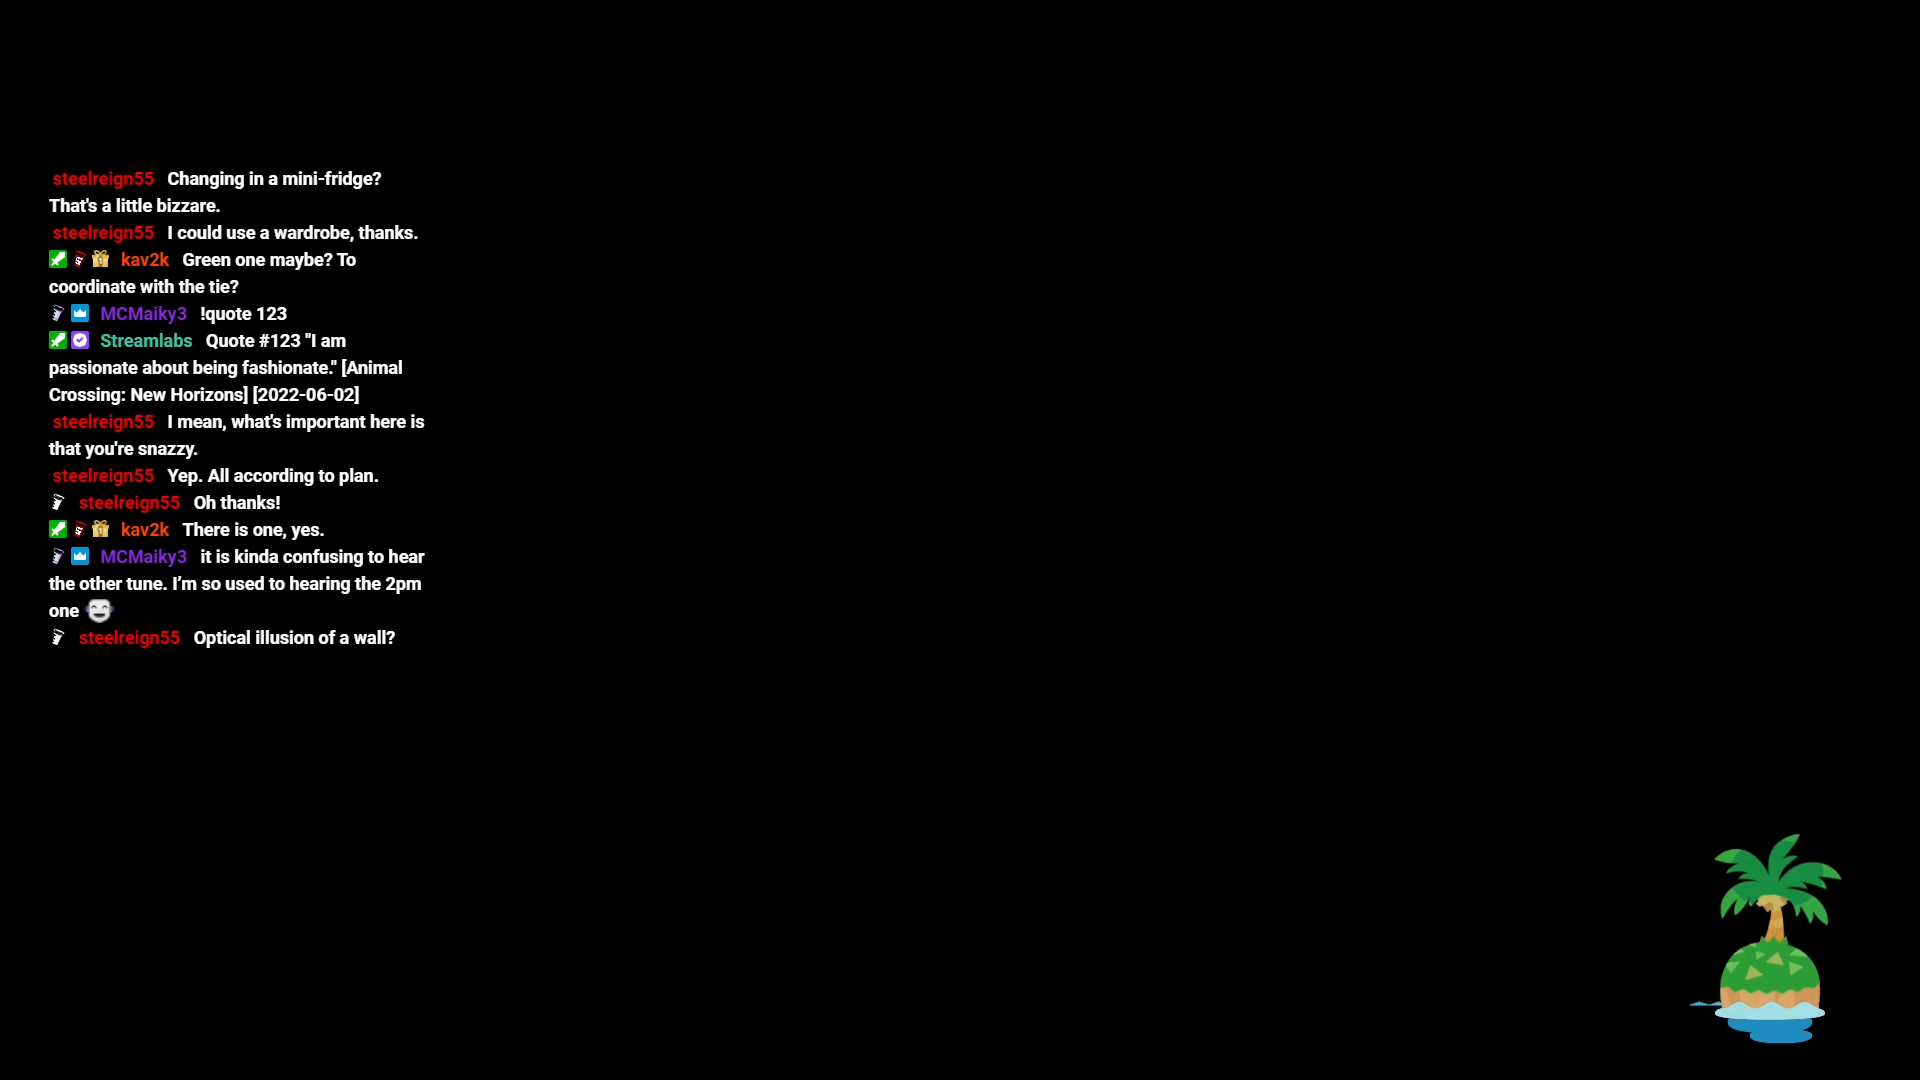 steelreign55 Changing in a mini-fridge?
That's a little bizzare.
steelreign55 I could use a wardrobe, thanks.
kav2k Green one maybe? To
coordinate with the tie?
MCMaiky3 !quote 123
Streamlabs Quote #123 "I am
passionate about being fashionate." [Animal
Crossing: New Horizons] [2022-06-02]
steelreign55 I mean, what's important here is
that you're snazzy.
steelreign55 Yep. All according to plan.
steelreign55 Oh thanks!
kav2k There is one, yes.
MCMaiky3 it is kinda confusing to hear
the other tune. I’m so used to hearing the 2pm
one
steelreign55 Optical illusion of a wall?